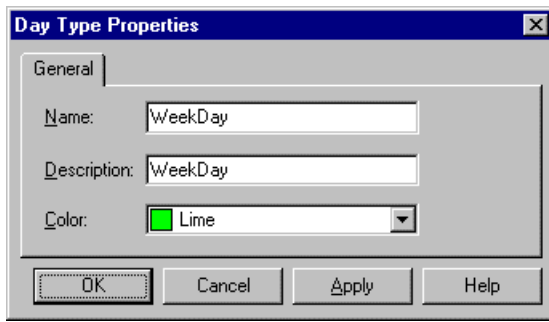 Day Type Properties
General
Name: WeekDay
Description: WeekDay
Color: Lime
OK Cancel Apply Help